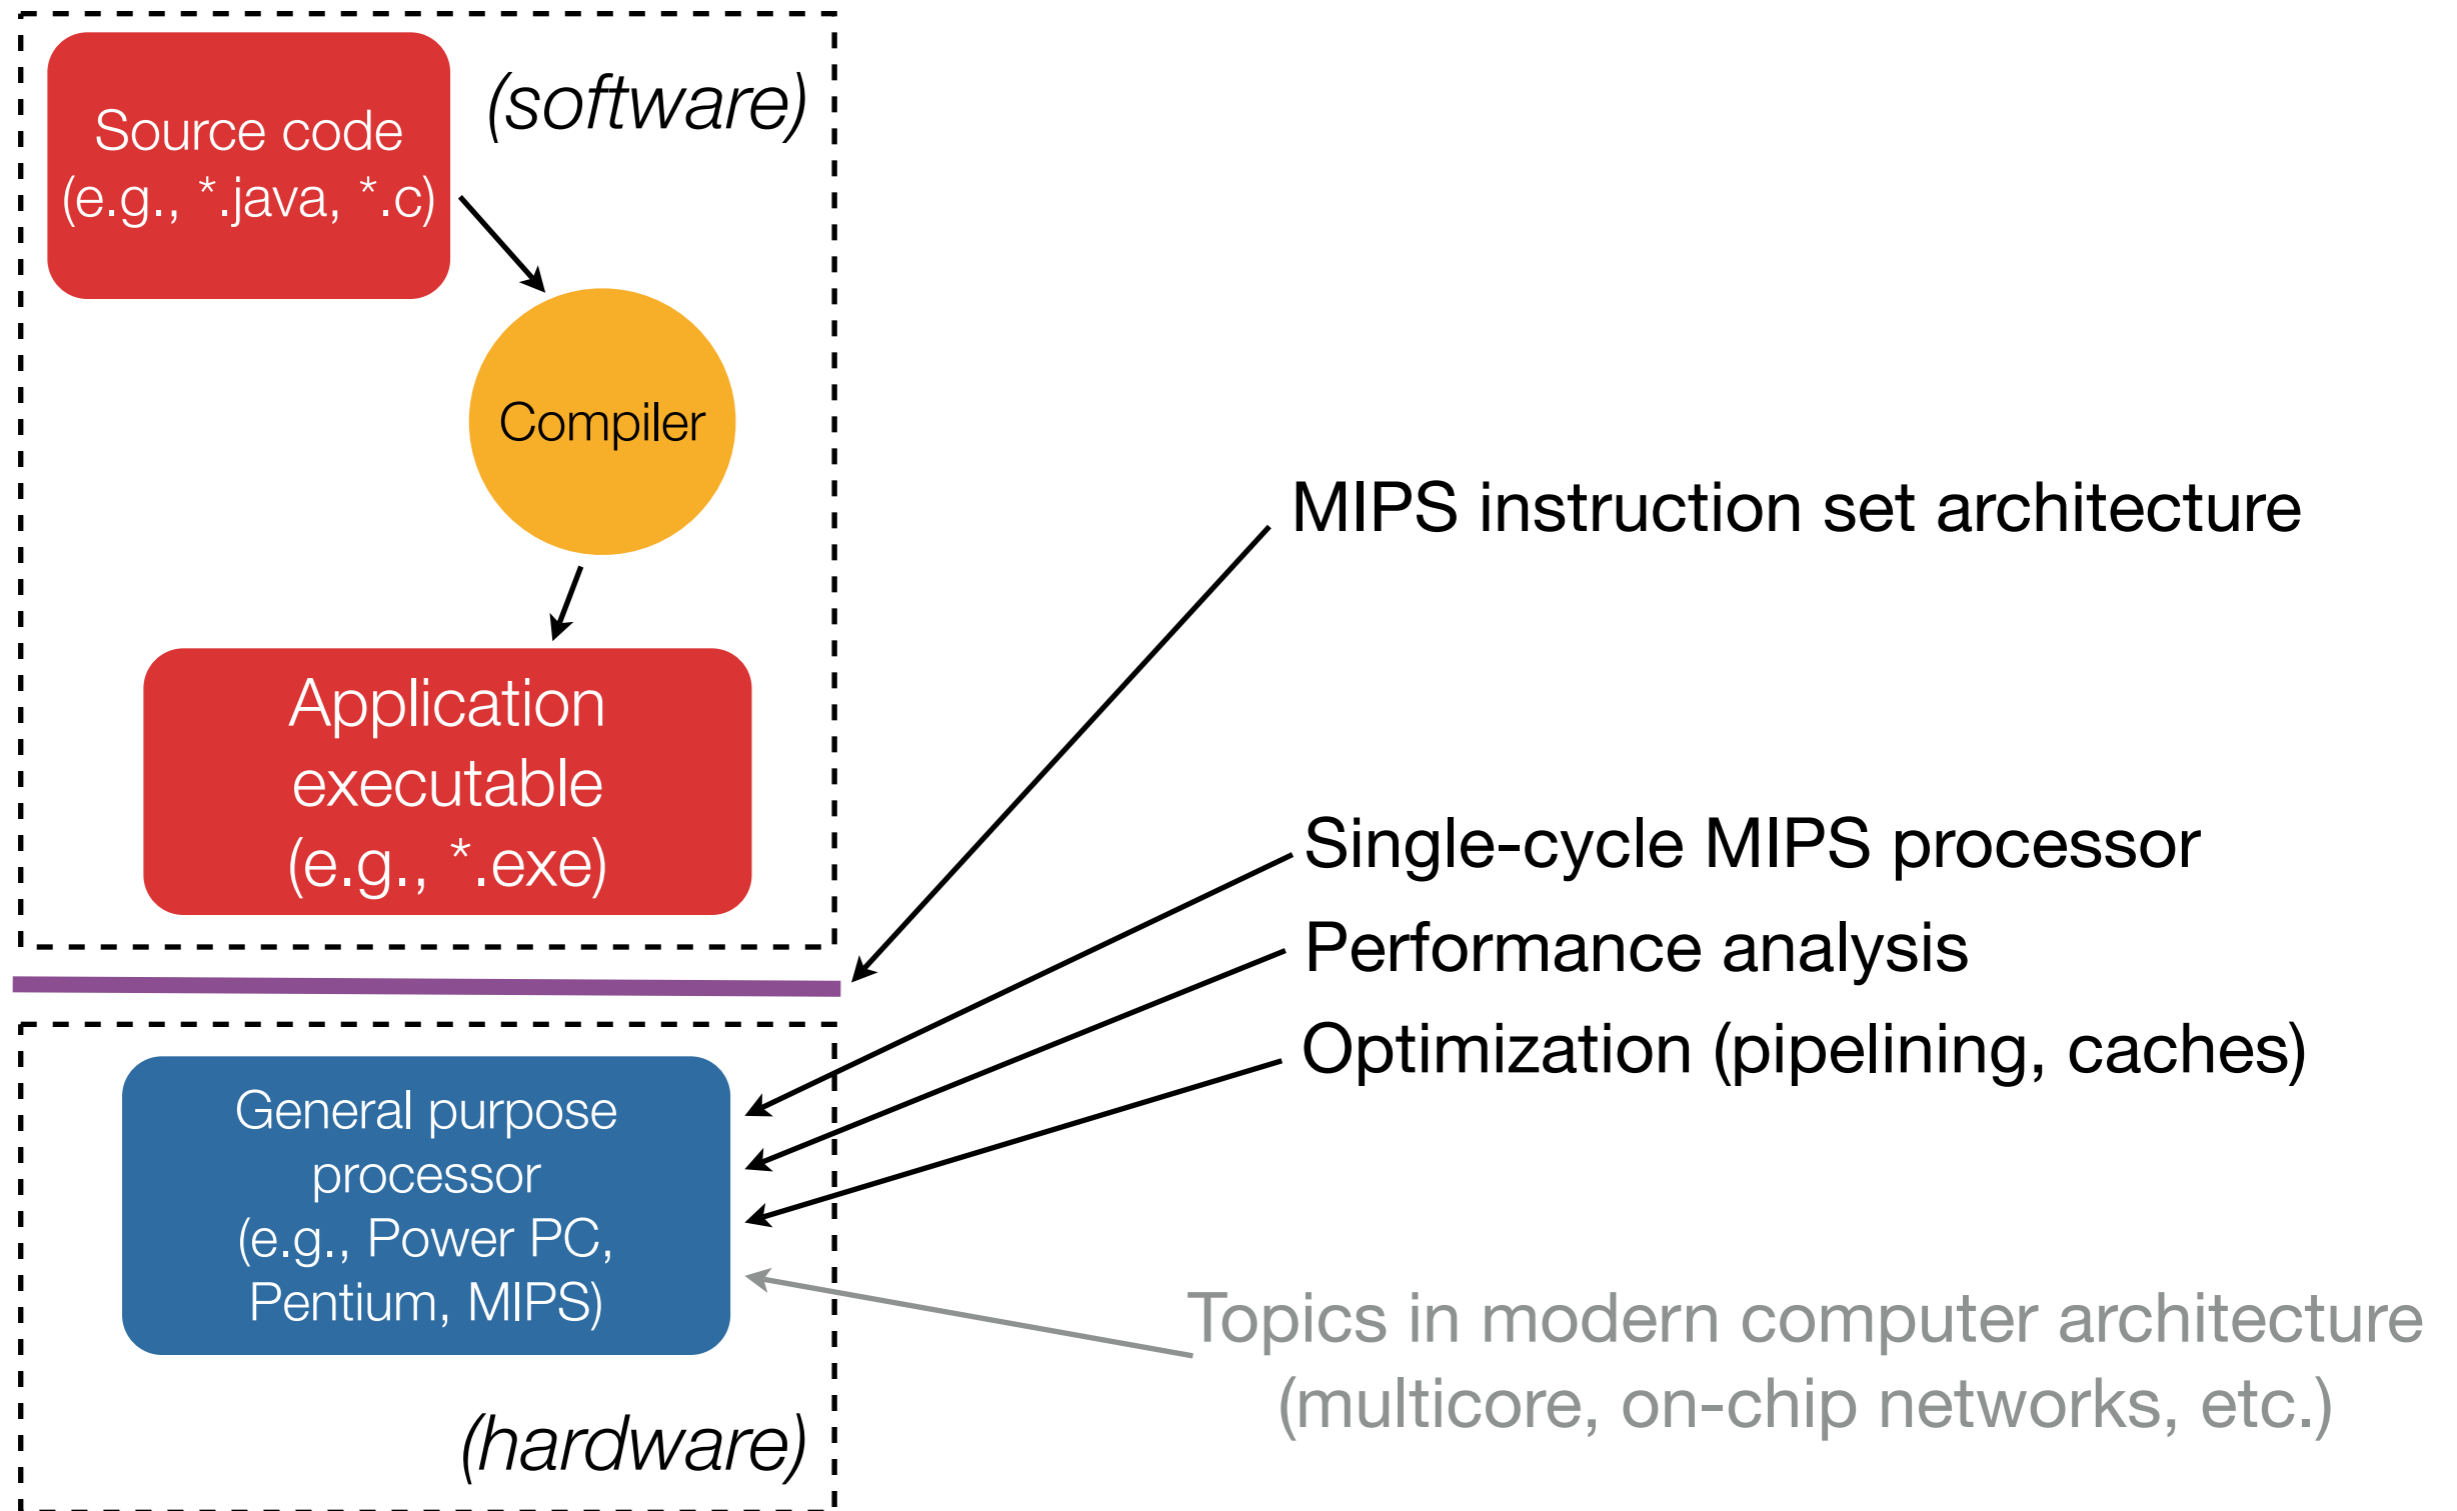 (software)
Source code
(e.g., *.java, *.c)
Compiler
Application
executable
(e.g., *.exe)
MIPS instruction set architecture
Single-cycle MIPS processor
Performance analysis
Optimization (pipelining, caches)
General purpose
processor
(e.g., Power PC,
Pentium, MIPS)
(hardware)
Topics in modern computer architecture
(multicore, on-chip networks, etc.)